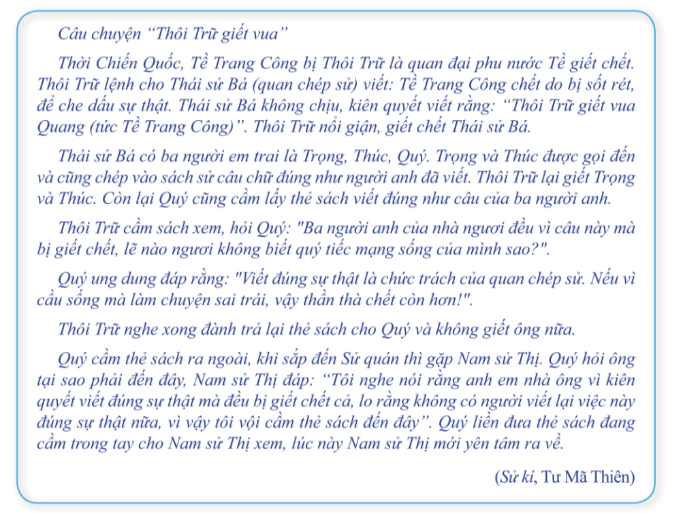 Câu chuyện “Thôi Trữ giết vua”
Thời Chiến Quốc, Tề Trang Công bị Thôi Trữ là quan đại phu nước Tề giết chết.
Thôi Trữ lệnh cho Thái sử Bá (quan chép sử) viết: Tề Trang Công chết do bị sốt rét,
để che dấu sự thật. Thái sử Bá không chịu, kiên quyết viết rằng: “Thôi Trữ giết vua
Quang (tức Tề Trang Công)”. Thôi Trữ nổi giận, giết chết Thái sử Bá.
Thái sử Bá có ba người em trai là Trọng, Thúc, Quý. Trọng và Thúc được gọi đến
và cũng chép vào sách sử câu chữ đúng như người anh đã viết. Thôi Trữ lại giết Trọng
và Thúc. Còn lại Quý cũng cầm lấy thẻ sách viết đúng như câu của ba người anh.
Thôi Trữ cầm sách xem, hỏi Quý: "Ba người anh của nhà ngươi đều vì câu này mà
bị giết chết, lẽ nào ngươi không biết quý tiếc mạng sống của mình sao?".
Quý ung dung đáp rằng: "Viết đúng sự thật là chức trách của quan chép sử. Nếu vì
cầu sống mà làm chuyện sai trái, vậy thần thà chết còn hơn!".
Thôi Trữ nghe xong đành trả lại thẻ sách cho Quý và không giết ông nữa.
Quý cầm thẻ sách ra ngoài, khi sắp đến Sử quán thì gặp Nam sử Thị. Quý hỏi ông
tại sao phải đến đây, Nam sử Thị đáp: “Tôi nghe nói rằng anh em nhà ông vì kiên
quyết viết đúng sự thật mà đều bị giết chết cả, lo rằng không có người viết lại việc này
đúng sự thật nữa, vì vậy tôi vội cầm thẻ sách đến đây”. Quý liền đưa thẻ sách đang
cầm trong tay cho Nam sử Thị xem, lúc này Nam sử Thị mới yên tâm ra về.
(Sử kí, Tư Mã Thiên)